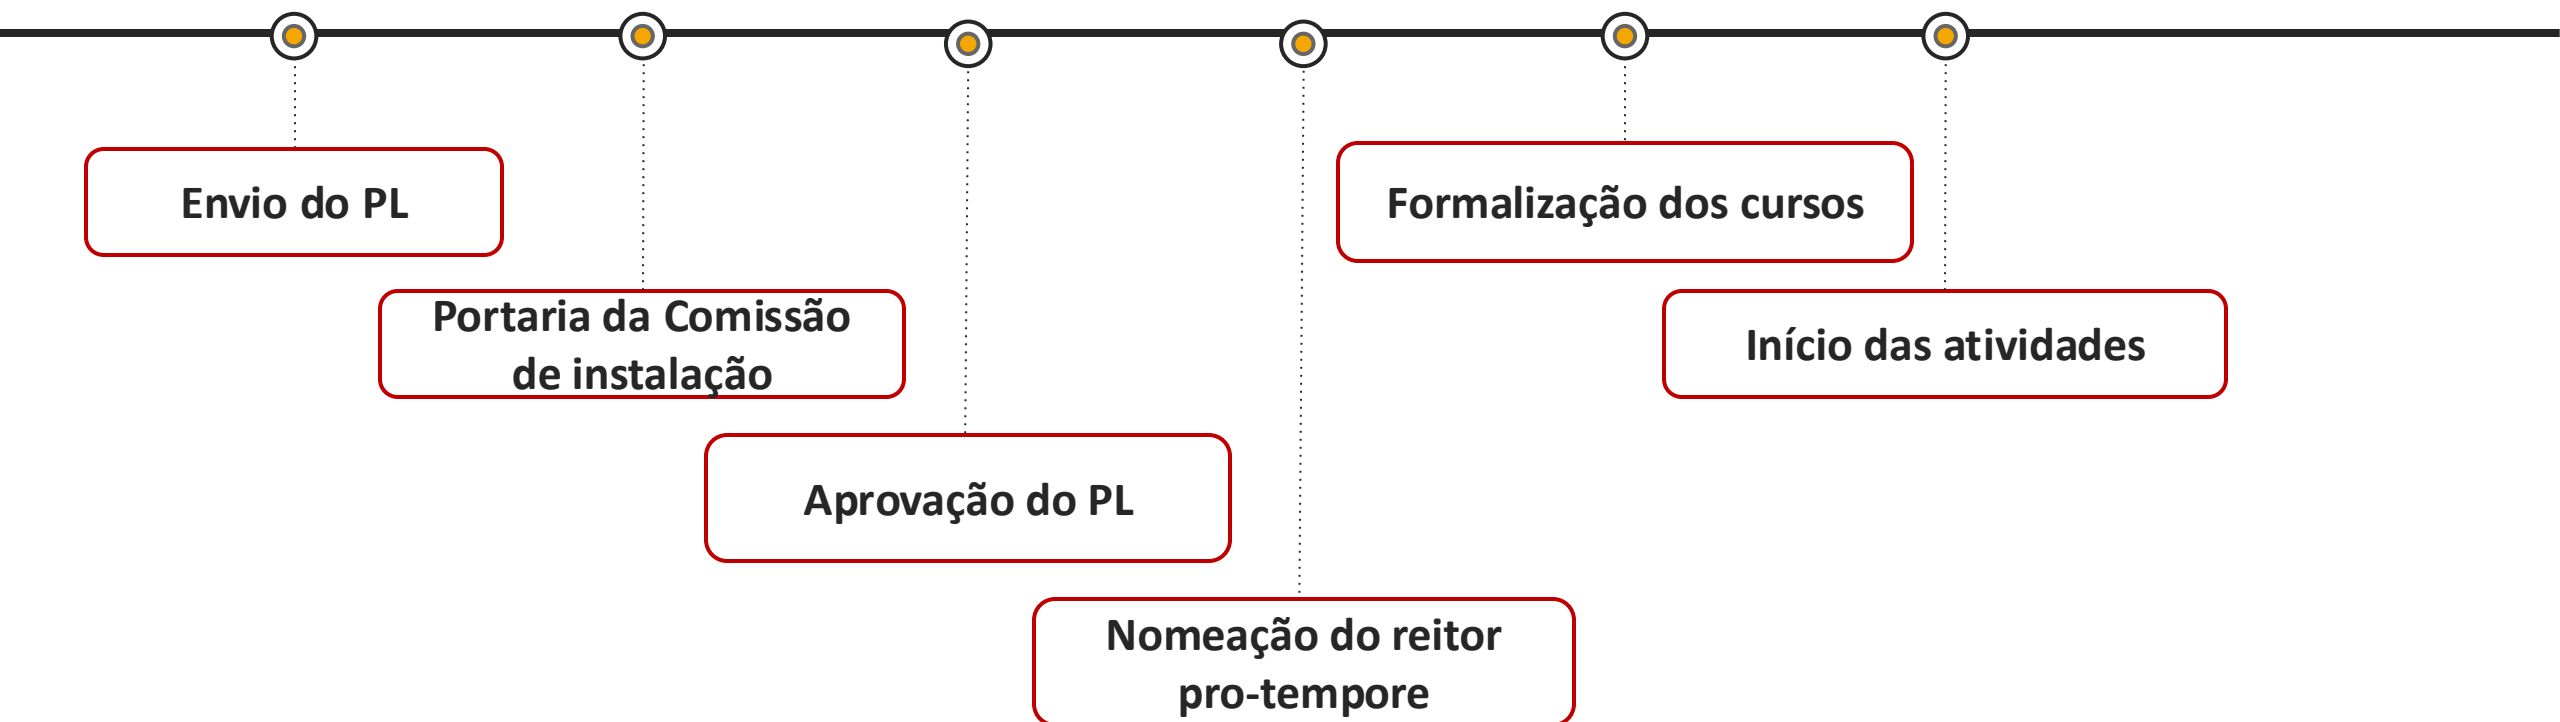 Envio do PL
Portaria da Comissão
de instalação
Aprovação do PL
Nomeação do reitor
pro-tempore
Formalização dos cursos
Início das atividades